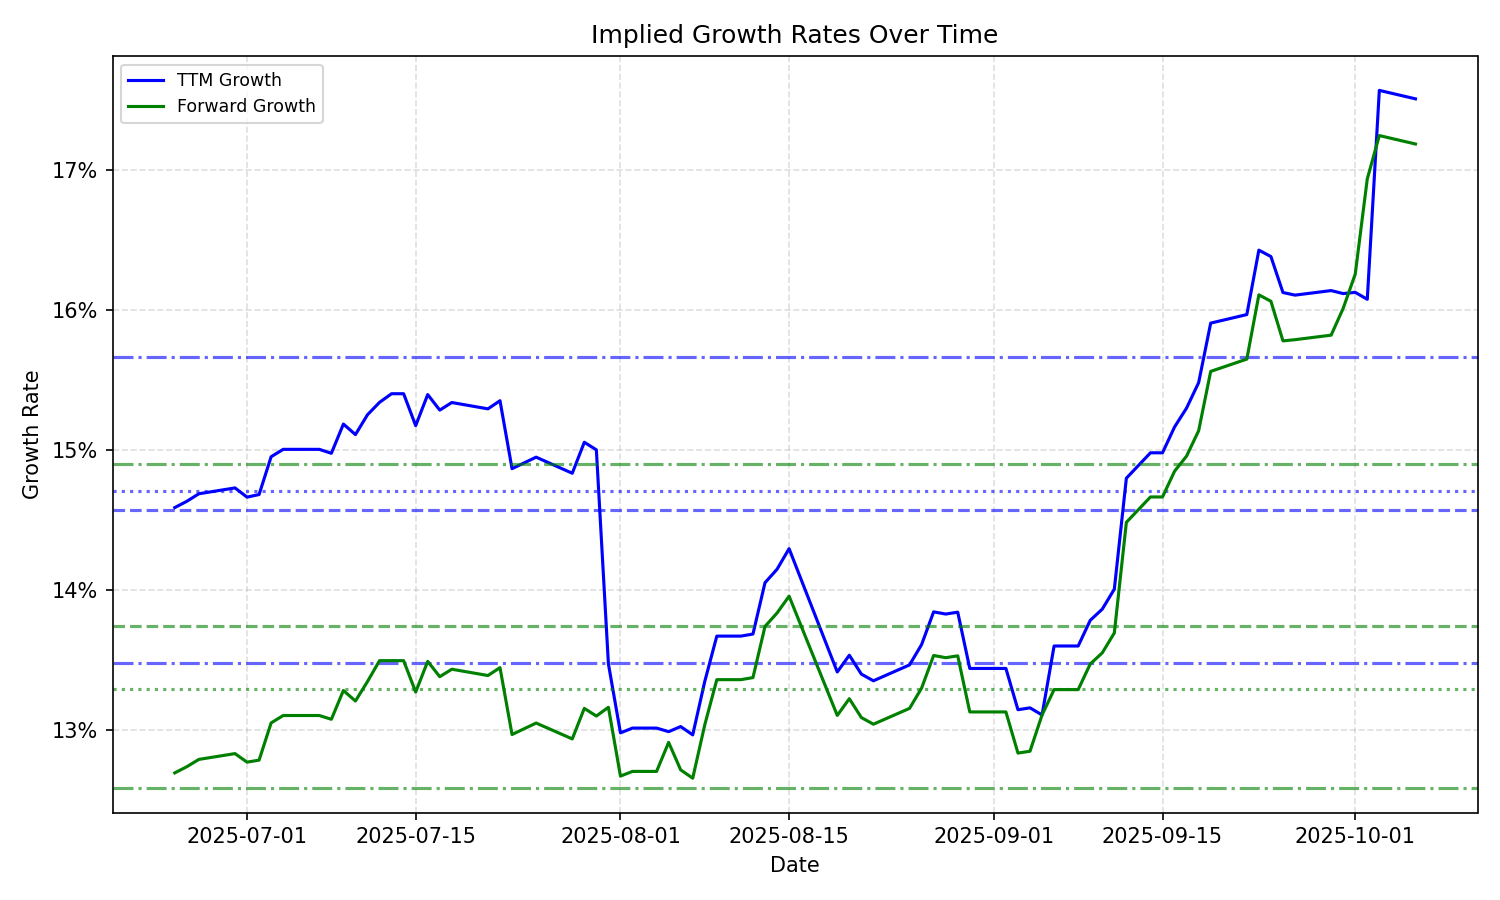 Implied Growth Rates Over Time
TTM Growth
Forward Growth
Growth Rate
17%
16%
15%
14%
13%
2025-07-01
2025-07-15
2025-08-01
2025-08-15
2025-09-01
2025-09-15
2025-10-01
Date